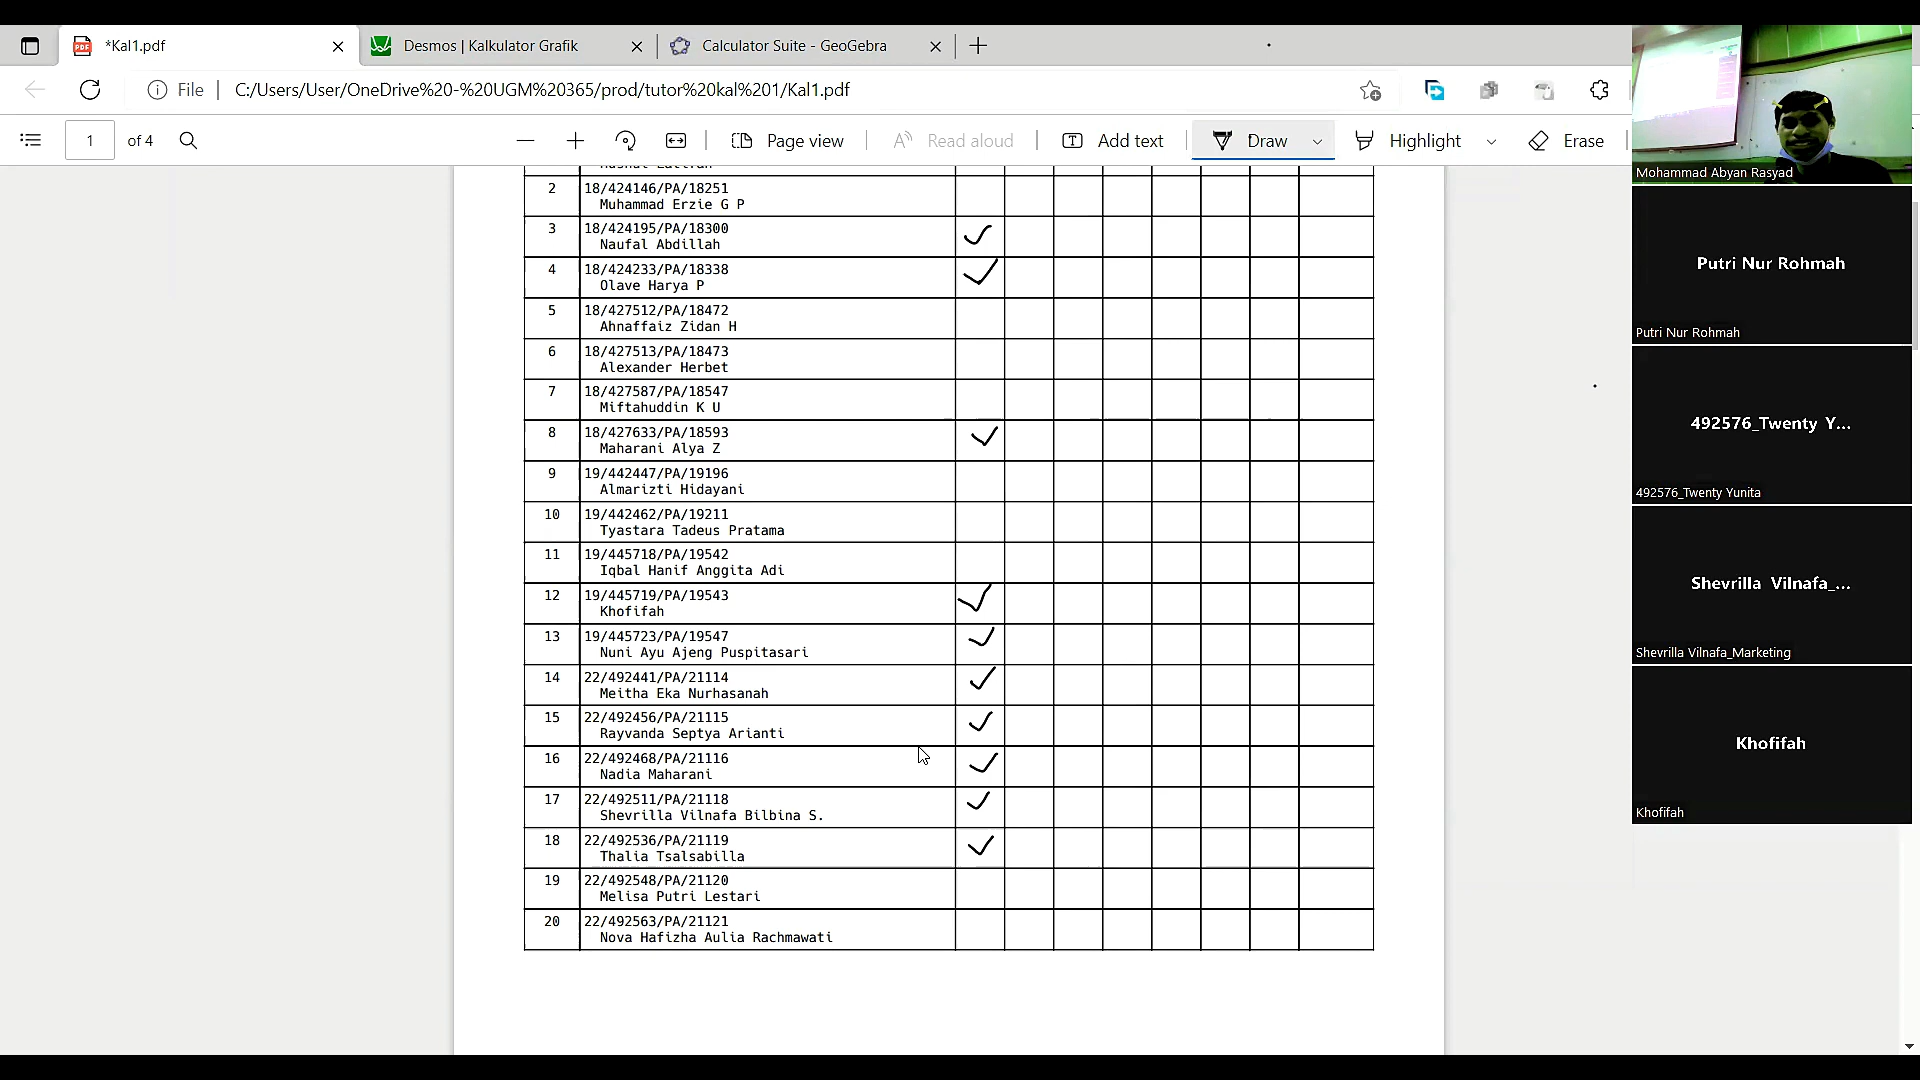 *Kal1.pdf
Desmos | Kalkulator Grafik
Calculator Suite - GeoGebra
File
C:/Users/User/OneDrive%20-%20UGM%20365/prod/tutor%20kal%201/Kal1.pdf
1 of 4
Page view
Read aloud
Add text
Draw
Highlight
Erase
2 18/424146/PA/18251
Muhammad Erzie G P
3 18/424195/PA/18300
Naufal Abdillah
4 18/424233/PA/18338
Olave Harya P
5 18/427512/PA/18472
Ahnaffaiz Zidan H
6 18/427513/PA/18473
Alexander Herbet
7 18/427587/PA/18547
Miftahuddin K U
8 18/427633/PA/18593
Maharani Alya Z
9 19/442447/PA/19196
Almarizti Hidayani
10 19/442462/PA/19211
Tyastara Tadeus Pratama
11 19/445718/PA/19542
Iqbal Hanif Anggita Adi
12 19/445719/PA/19543
Khofifah
13 19/445723/PA/19547
Nuni Ayu Ajeng Puspitasari
14 22/492441/PA/21114
Meitha Eka Nurhasanah
15 22/492456/PA/21115
Rayvanda Septya Arianti
16 22/492468/PA/21116
Nadia Maharani
17 22/492511/PA/21118
Shevrilla Vilnafa Bilbina S.
18 22/492536/PA/21119
Thalia Tsalsabilla
19 22/492548/PA/21120
Melisa Putri Lestari
20 22/492563/PA/21121
Nova Hafizha Aulia Rachmawati
Mohammad Abyan Rasyad
Putri Nur Rohmah
Putri Nur Rohmah
492576_Twenty Y...
492576_Twenty Yunita
Shevrilla Vilnafa_...
Shevrilla Vilnafa_Marketing
Khofifah
Khofifah